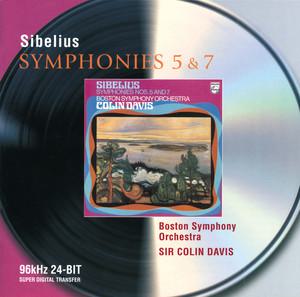 Sibelius
SYMPHONIES 5 & 7
SIBELIUS
SYMPHONIES NOS. 5 AND 7
BOSTON SYMPHONY ORCHESTRA
COLIN DAVIS
Boston Symphony
Orchestra
SIR COLIN DAVIS
96kHz 24-BIT
SUPER DIGITAL TRANSFER